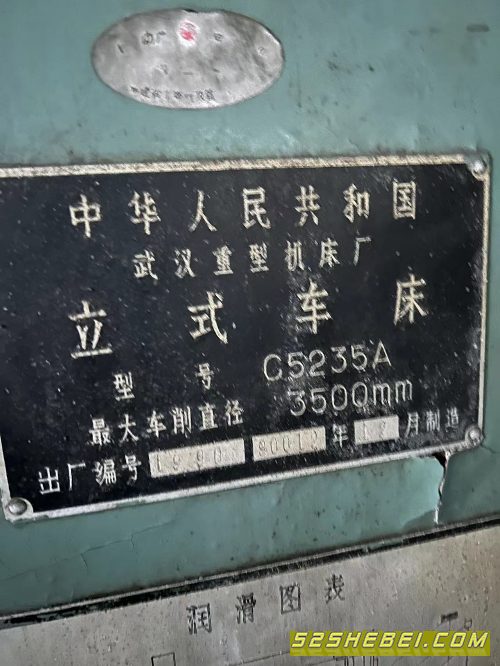 中华人民共和国
武汉重型机床厂
立式车床
型号 C5235A
最大车削直径 3500mm
出厂编号 年 月制造
润滑图表
52SHEBEI.COM